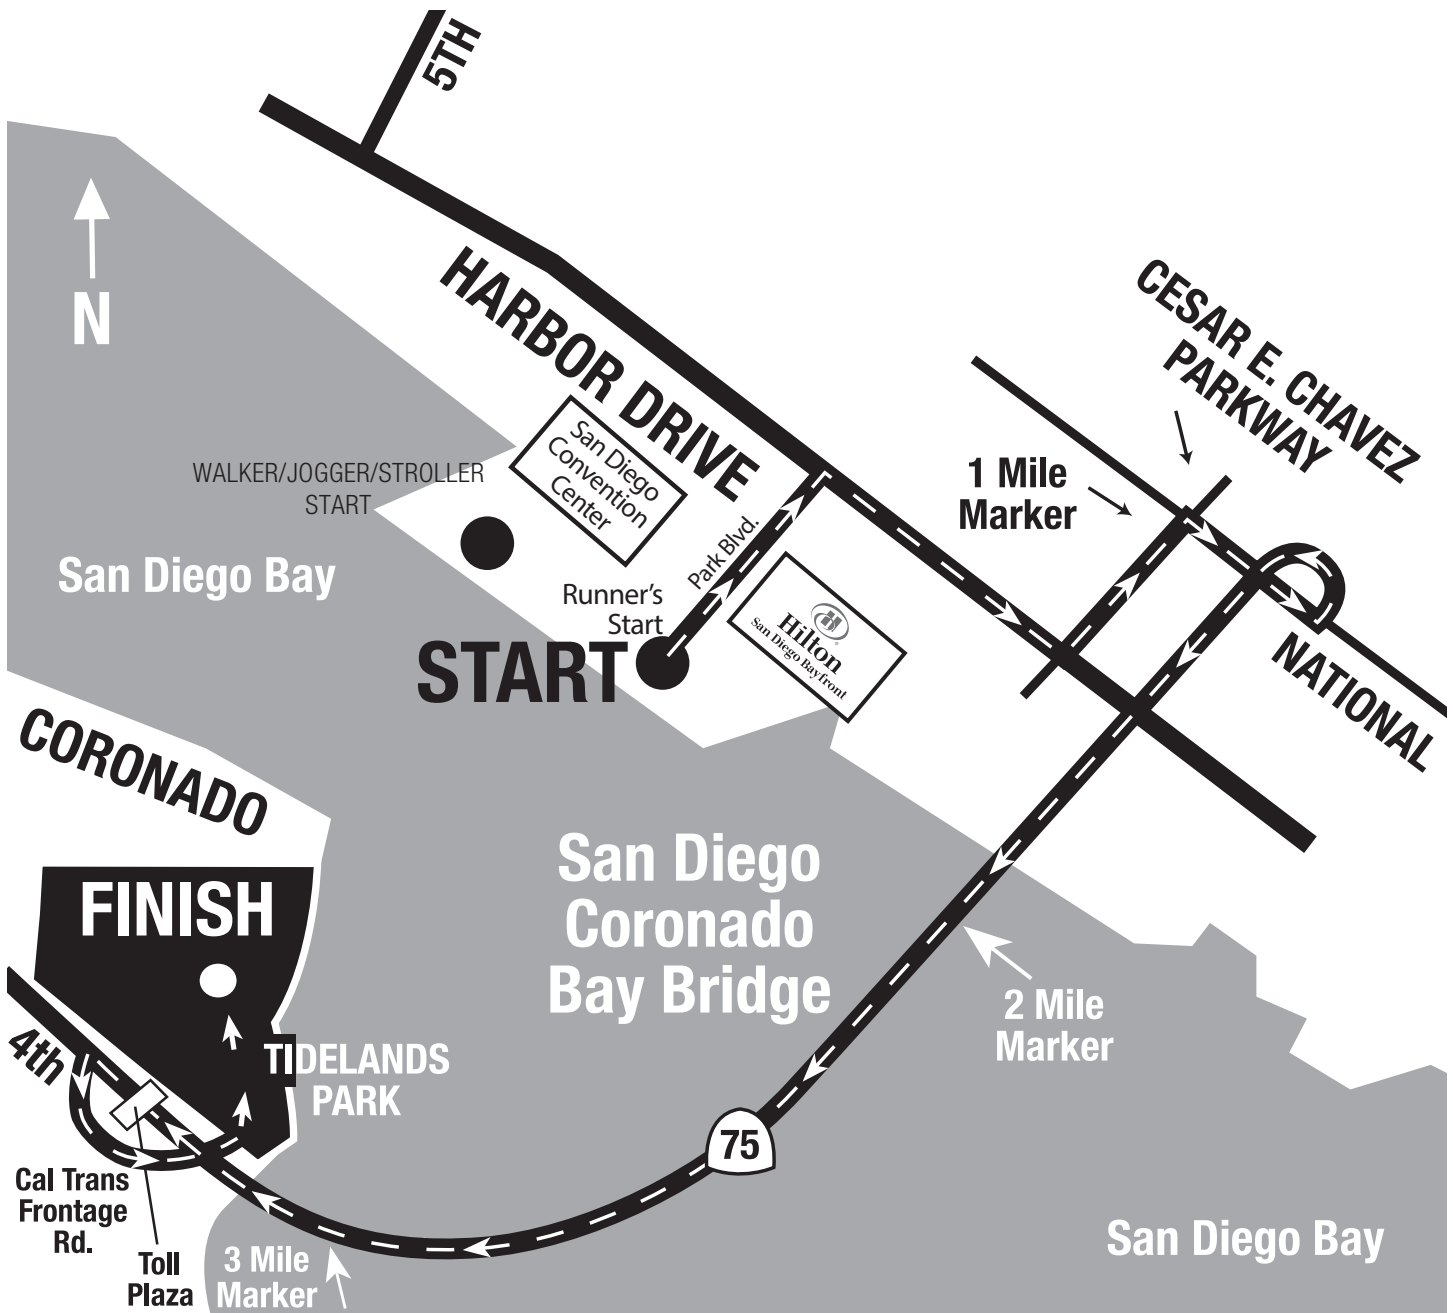 5TH
HARBOR DRIVE
N
CESAR E. CHAVEZ
PARKWAY
1 Mile
Marker
San Diego
Convention
Center
WALKER/JOGGER/STROLLER
START
San Diego Bay
Park Blvd.
Runner's
Start
START
Hilton
San Diego Bayfront
NATIONAL
CORONADO
San Diego
Coronado
Bay Bridge
FINISH
2 Mile
Marker
4th
TIDELANDS
PARK
75
Cal Trans
Frontage
Rd.
Toll
Plaza
3 Mile
Marker
San Diego Bay